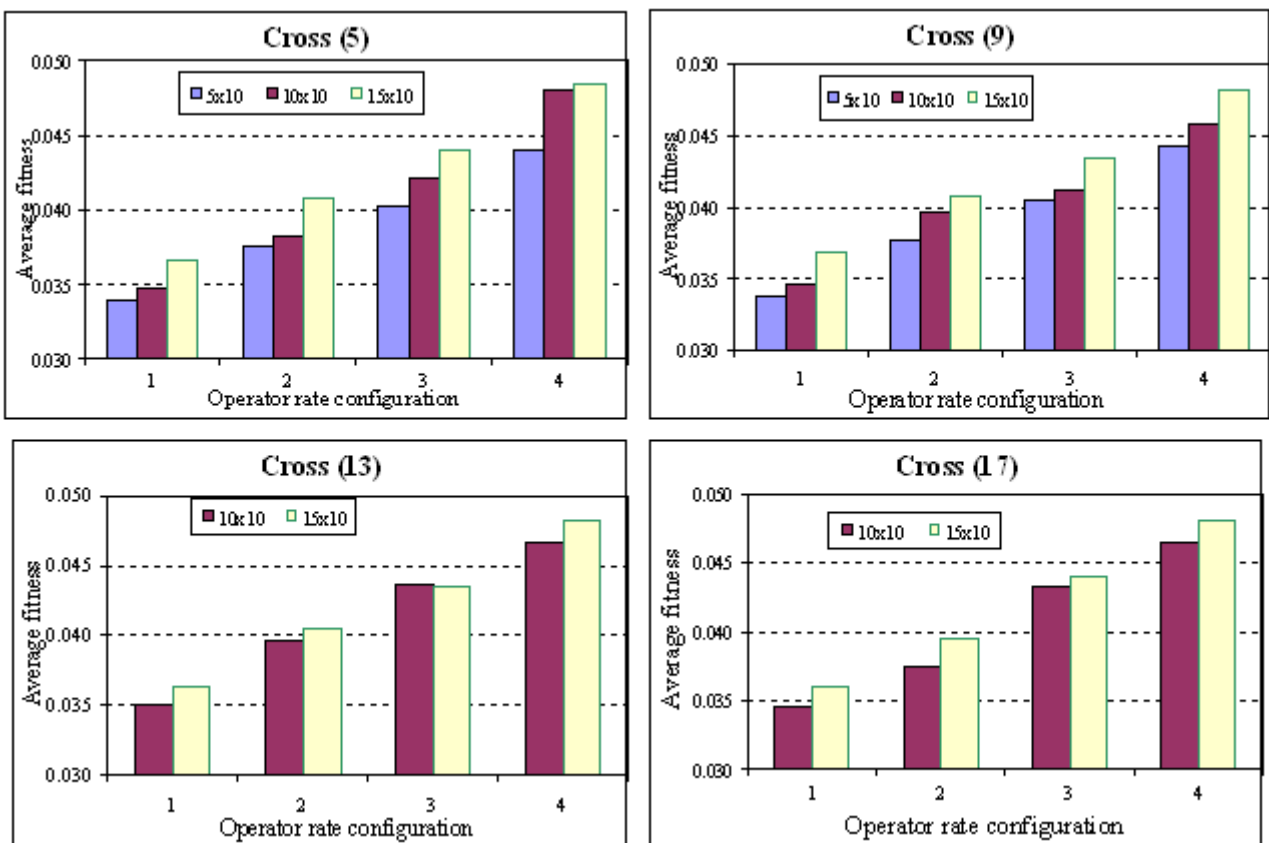 Cross (5)
0.050
0.045
0.040
0.035
0.030
Average fitness
5x10 10x10 15x10
1 2 3 4
Operator rate configuration
Cross (9)
0.050
0.045
0.040
0.035
0.030
Average fitness
5x10 10x10 15x10
1 2 3 4
Operator rate configuration
Cross (13)
0.050
0.045
0.040
0.035
0.030
Average fitness
10x10 15x10
1 2 3 4
Operator rate configuration
Cross (17)
0.050
0.045
0.040
0.035
0.030
Average fitness
10x10 15x10
1 2 3 4
Operator rate configuration